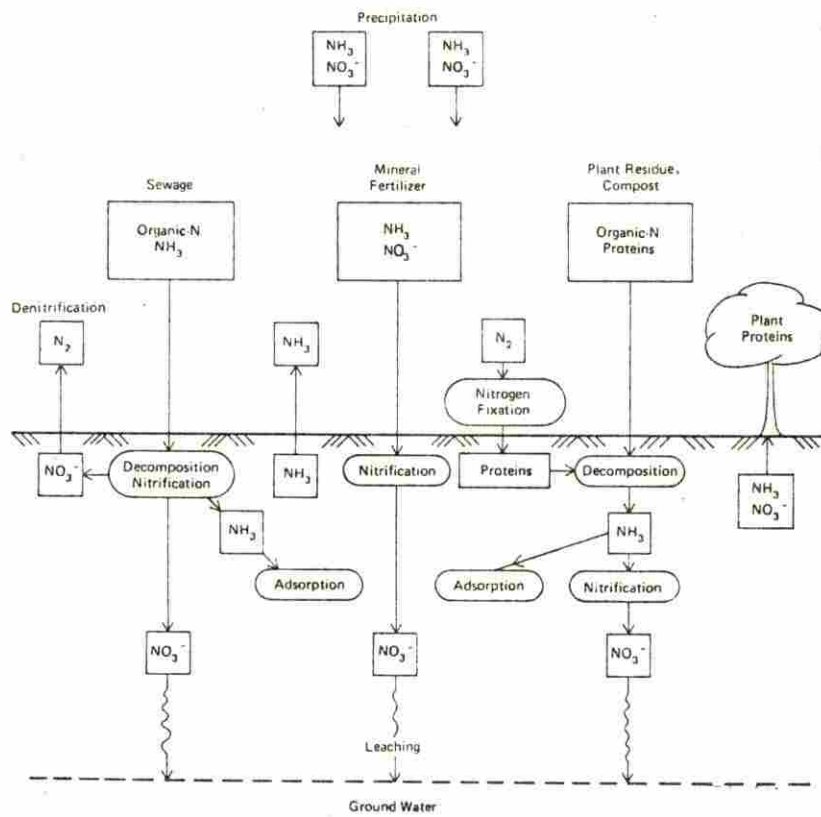 Precipitation
NH₃
NO₃⁻
NH₃
NO₃⁻
Sewage
Mineral
Fertilizer
Plant Residue,
Compost
Organic-N
NH₃
NH₃
NO₃⁻
Organic-N
Proteins
Denitrification
N₂
NH₃
N₂
Nitrogen
Fixation
Plant
Proteins
NO₃⁻
Decomposition
Nitrification
NH₃
Nitrification
Proteins
Decomposition
NH₃
NO₃⁻
NH₃
Adsorption
NH₃
Adsorption
Nitrification
NO₃⁻
NO₃⁻
NO₃⁻
Leaching
Ground Water